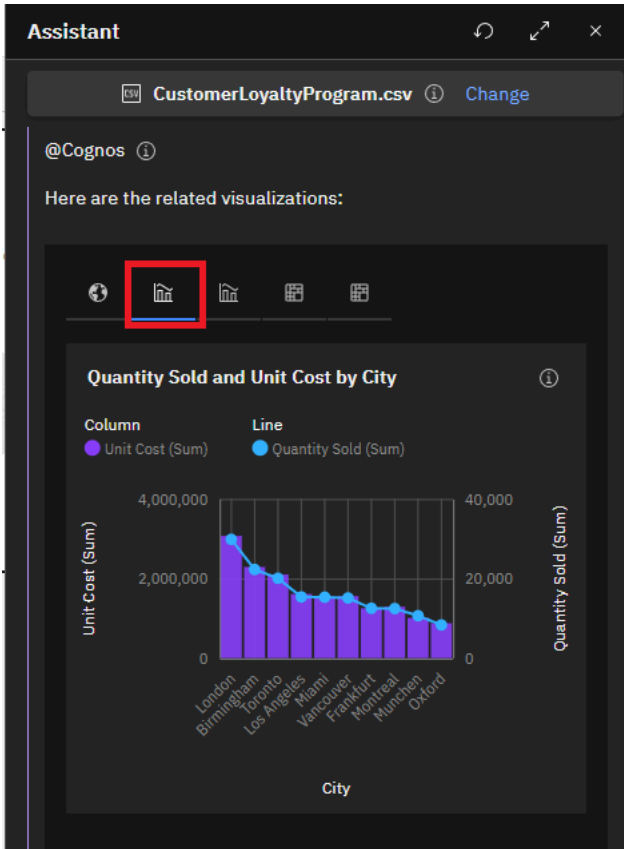 Assistant
CSV CustomerLoyaltyProgram.csv Change
@Cognos
Here are the related visualizations:
Quantity Sold and Unit Cost by City
Column Line
Unit Cost (Sum) Quantity Sold (Sum)
Unit Cost (Sum)
4,000,000
2,000,000
0
40,000
20,000
0
Quantity Sold (Sum)
London
Birmingham
Toronto
Los Angeles
Miami
Vancouver
Frankfurt
Montreal
Munchen
Oxford
City